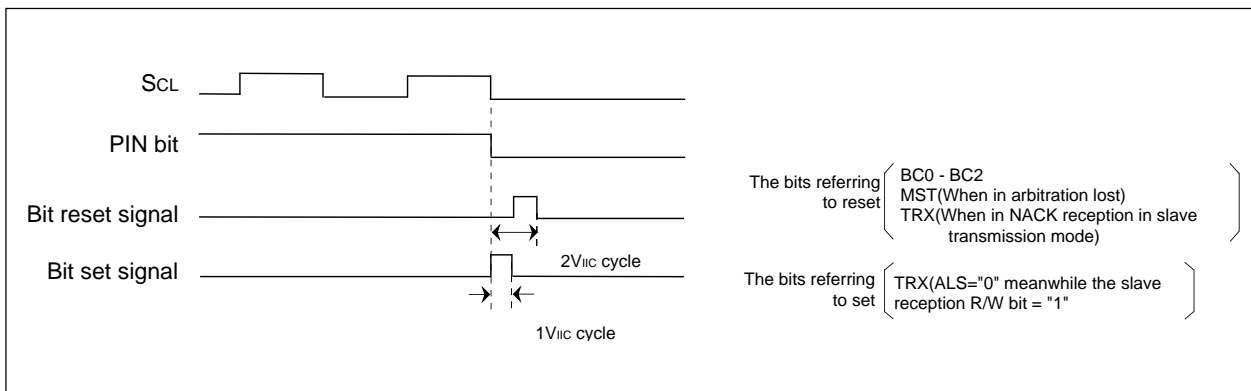 SCL
PIN bit
Bit reset signal
2VIIC cycle
Bit set signal
1VIIC cycle
The bits referring
to reset
BC0 - BC2
MST(When in arbitration lost)
TRX(When in NACK reception in slave
transmission mode)
The bits referring
to set
TRX(ALS="0" meanwhile the slave
reception R/W bit = "1"